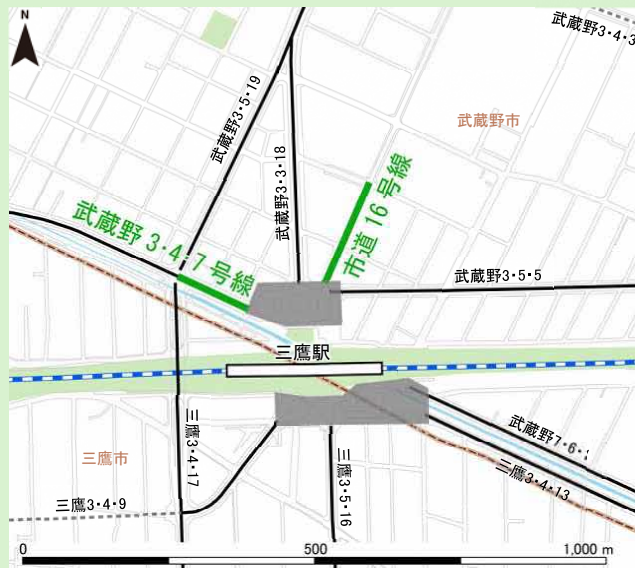 N
武蔵野3・4・3
武蔵野市
武蔵野3・5・19
武蔵野3・3・18
市道16号線
武蔵野3・4・7号線
武蔵野3・5・5
三鷹駅
武蔵野7・6・
三鷹3・4・17
三鷹市
三鷹3・4・13
三鷹3・5・16
三鷹3・4・9
0
500
1,000 m